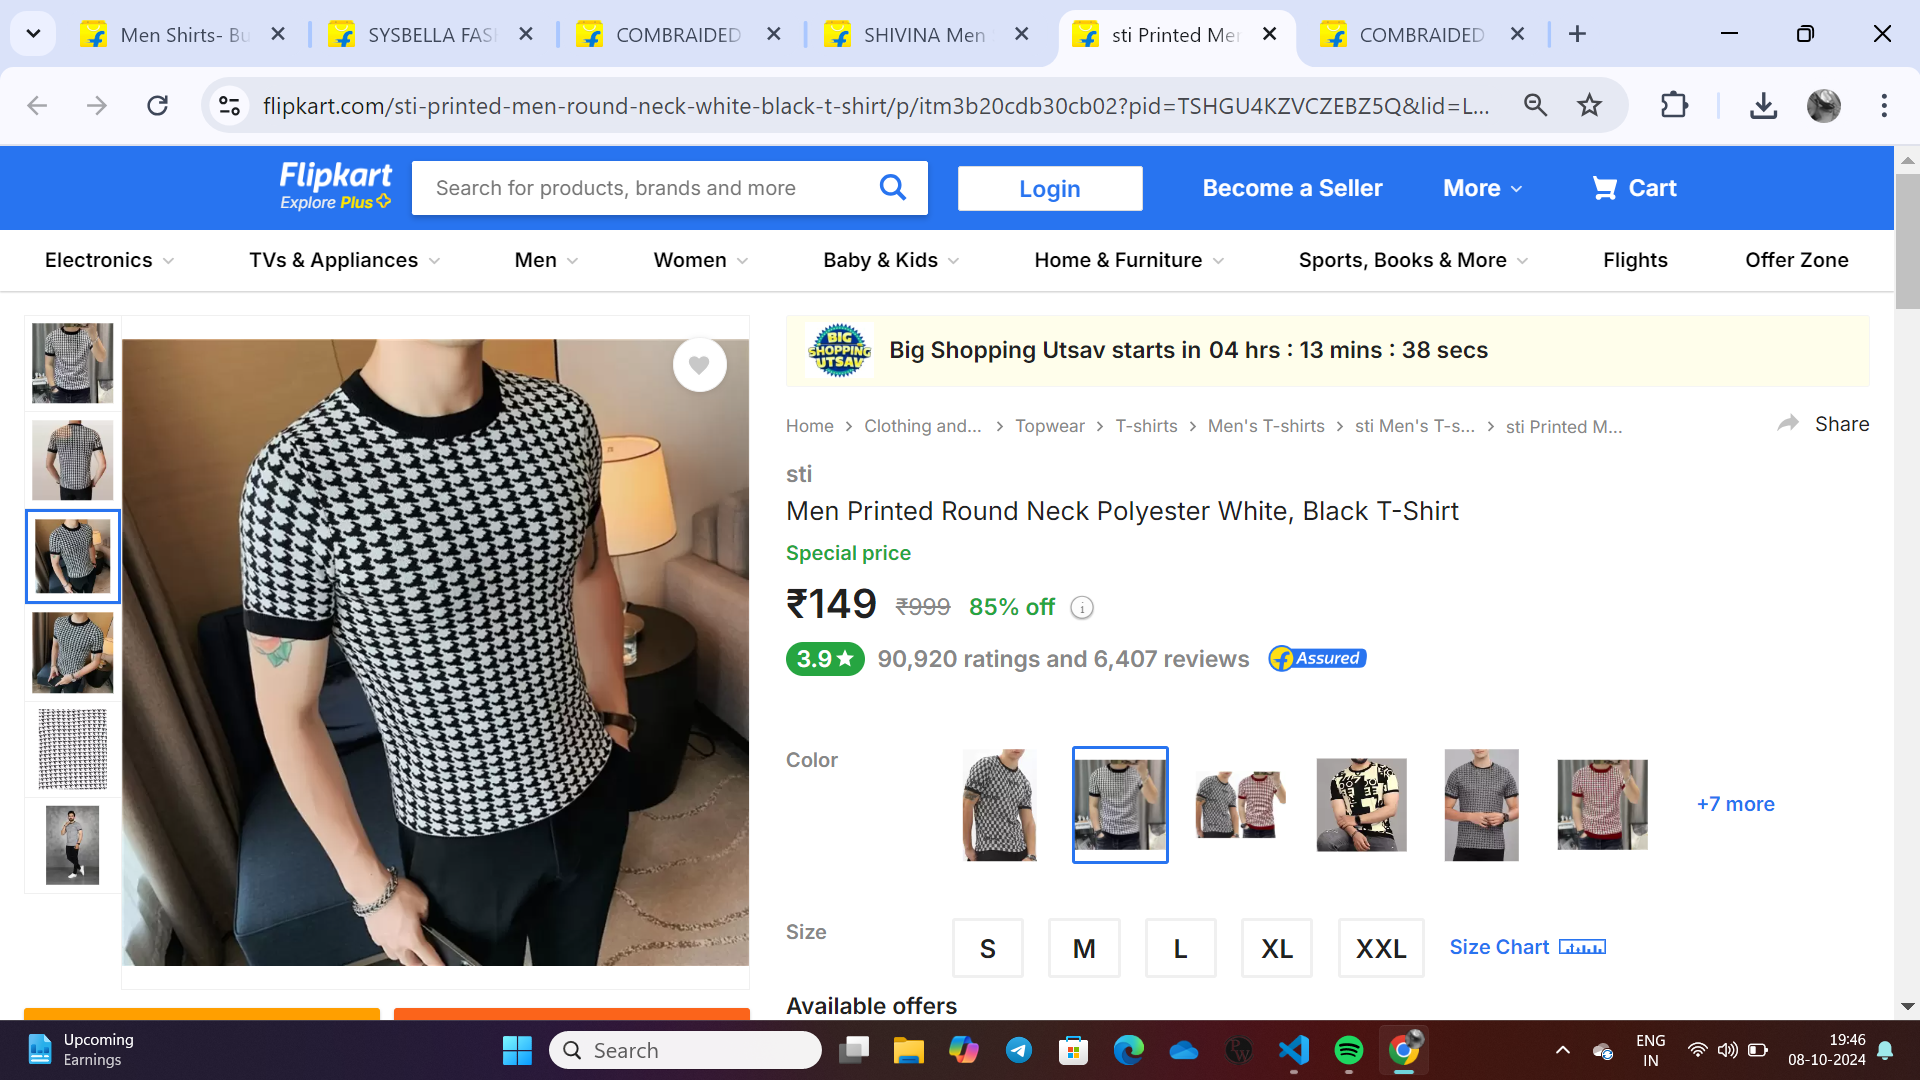 Men Shirts- Bu
SYSBELLA FAS
COMBRAIDED
SHIVINA Men
sti Printed Mer
COMBRAIDED
flipkart.com/sti-printed-men-round-neck-white-black-t-shirt/p/itm3b20cdb30cb02?pid=TSHGU4KZVCZEBZ5Q&lid=L...
Flipkart
Explore Plus
Search for products, brands and more
Login
Become a Seller
More
Cart
Electronics
TVs & Appliances
Men
Women
Baby & Kids
Home & Furniture
Sports, Books & More
Flights
Offer Zone
BIG
SHOPPING
UTSAV
Big Shopping Utsav starts in 04 hrs : 13 mins : 38 secs
Home > Clothing and... > Topwear > T-shirts > Men's T-shirts > sti Men's T-s... > sti Printed M...
Share
sti
Men Printed Round Neck Polyester White, Black T-Shirt
Special price
₹149 ₹999 85% off i
3.9★ 90,920 ratings and 6,407 reviews Assured
Color
+7 more
Size
S M L XL XXL Size Chart
Available offers
Upcoming
Earnings
Search
ENG
IN
19:46
08-10-2024